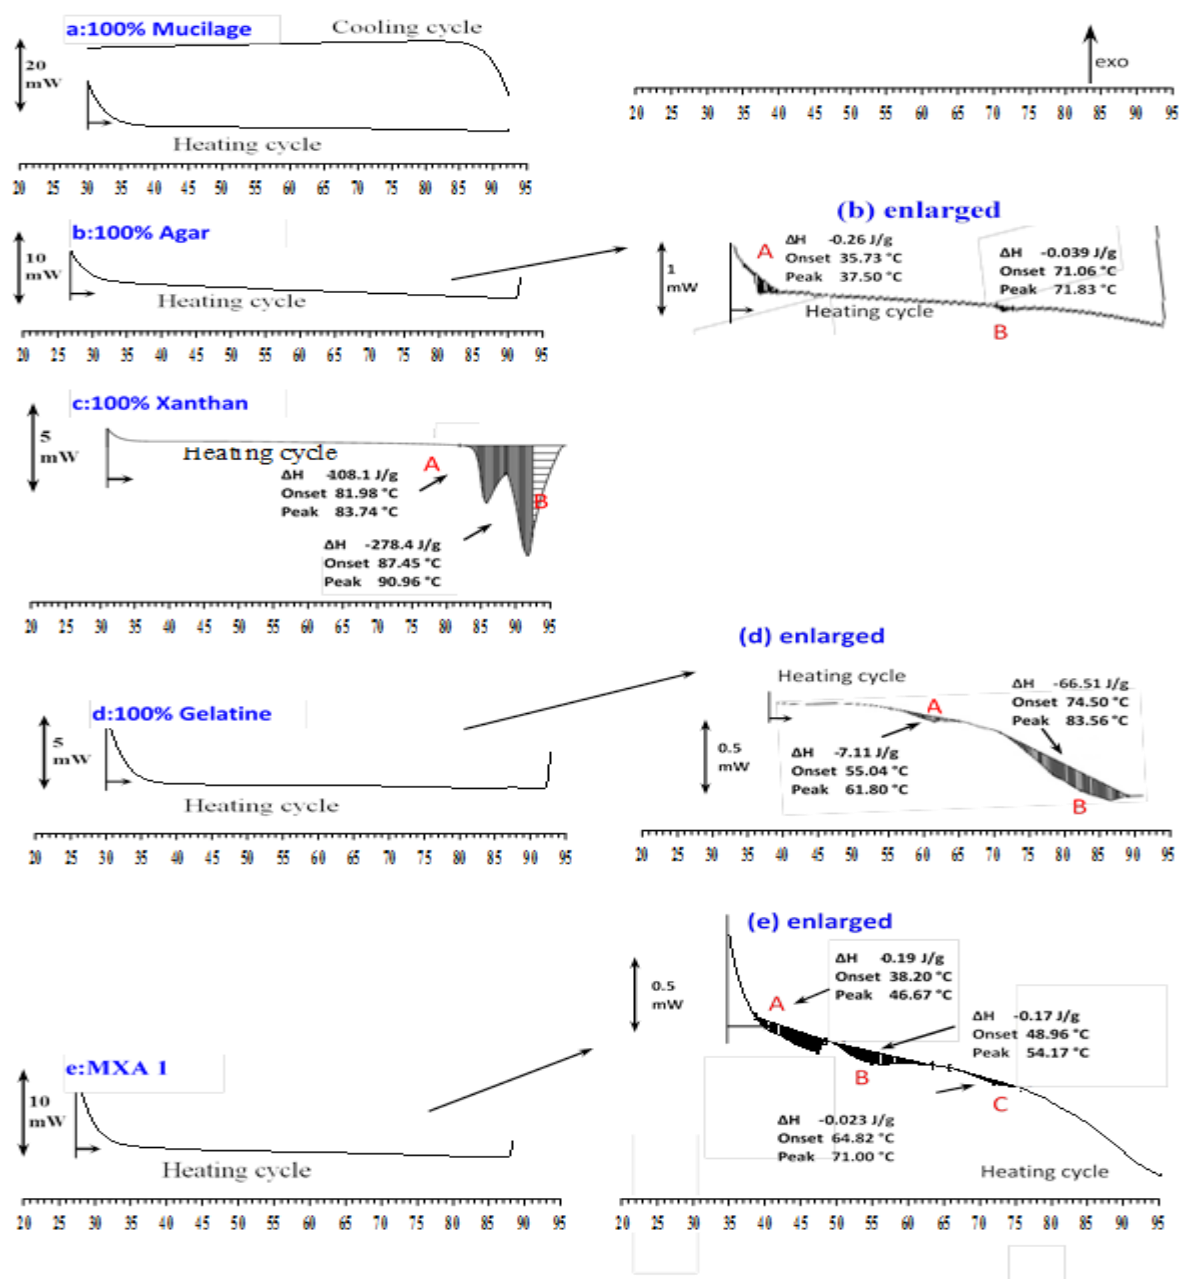 a:100% Mucilage
Cooling cycle
20
mW
Heating cycle
20 30 35 40 45 50 55 60 65 70 75 80 85 90 95
exo
20 30 35 40 45 50 55 60 65 70 75 80 85 90 95
b:100% Agar
10
mW
Heating cycle
20 30 35 40 45 50 55 60 65 70 75 80 85 90 95
(b) enlarged
A
ΔH -0.26 J/g
Onset 35.73 °C
Peak 37.50 °C
ΔH -0.039 J/g
Onset 71.06 °C
Peak 71.83 °C
1
mW
Heating cycle
B
c:100% Xanthan
5
mW
Heating cycle
A
ΔH -108.1 J/g
Onset 81.98 °C
Peak 83.74 °C
B
ΔH -278.4 J/g
Onset 87.45 °C
Peak 90.96 °C
20 25 30 35 40 45 50 55 60 65 70 75 80 85 90 95
d:100% Gelatine
5
mW
Heating cycle
20 25 30 35 40 45 50 55 60 65 70 75 80 85 90 95
(d) enlarged
Heating cycle
ΔH -66.51 J/g
Onset 74.50 °C
Peak 83.56 °C
A
0.5
mW
ΔH -7.11 J/g
Onset 55.04 °C
Peak 61.80 °C
B
20 30 35 40 45 50 55 60 65 70 75 80 85 90 95
e:MXA 1
10
mW
Heating cycle
20 25 30 35 40 45 50 55 60 65 70 75 80 85 90 95
(e) enlarged
0.5
mW
ΔH -0.19 J/g
Onset 38.20 °C
Peak 46.67 °C
A
ΔH -0.17 J/g
Onset 48.96 °C
Peak 54.17 °C
B
C
ΔH -0.023 J/g
Onset 64.82 °C
Peak 71.00 °C
Heating cycle
20 25 30 35 40 45 50 55 60 65 70 75 80 85 90 95